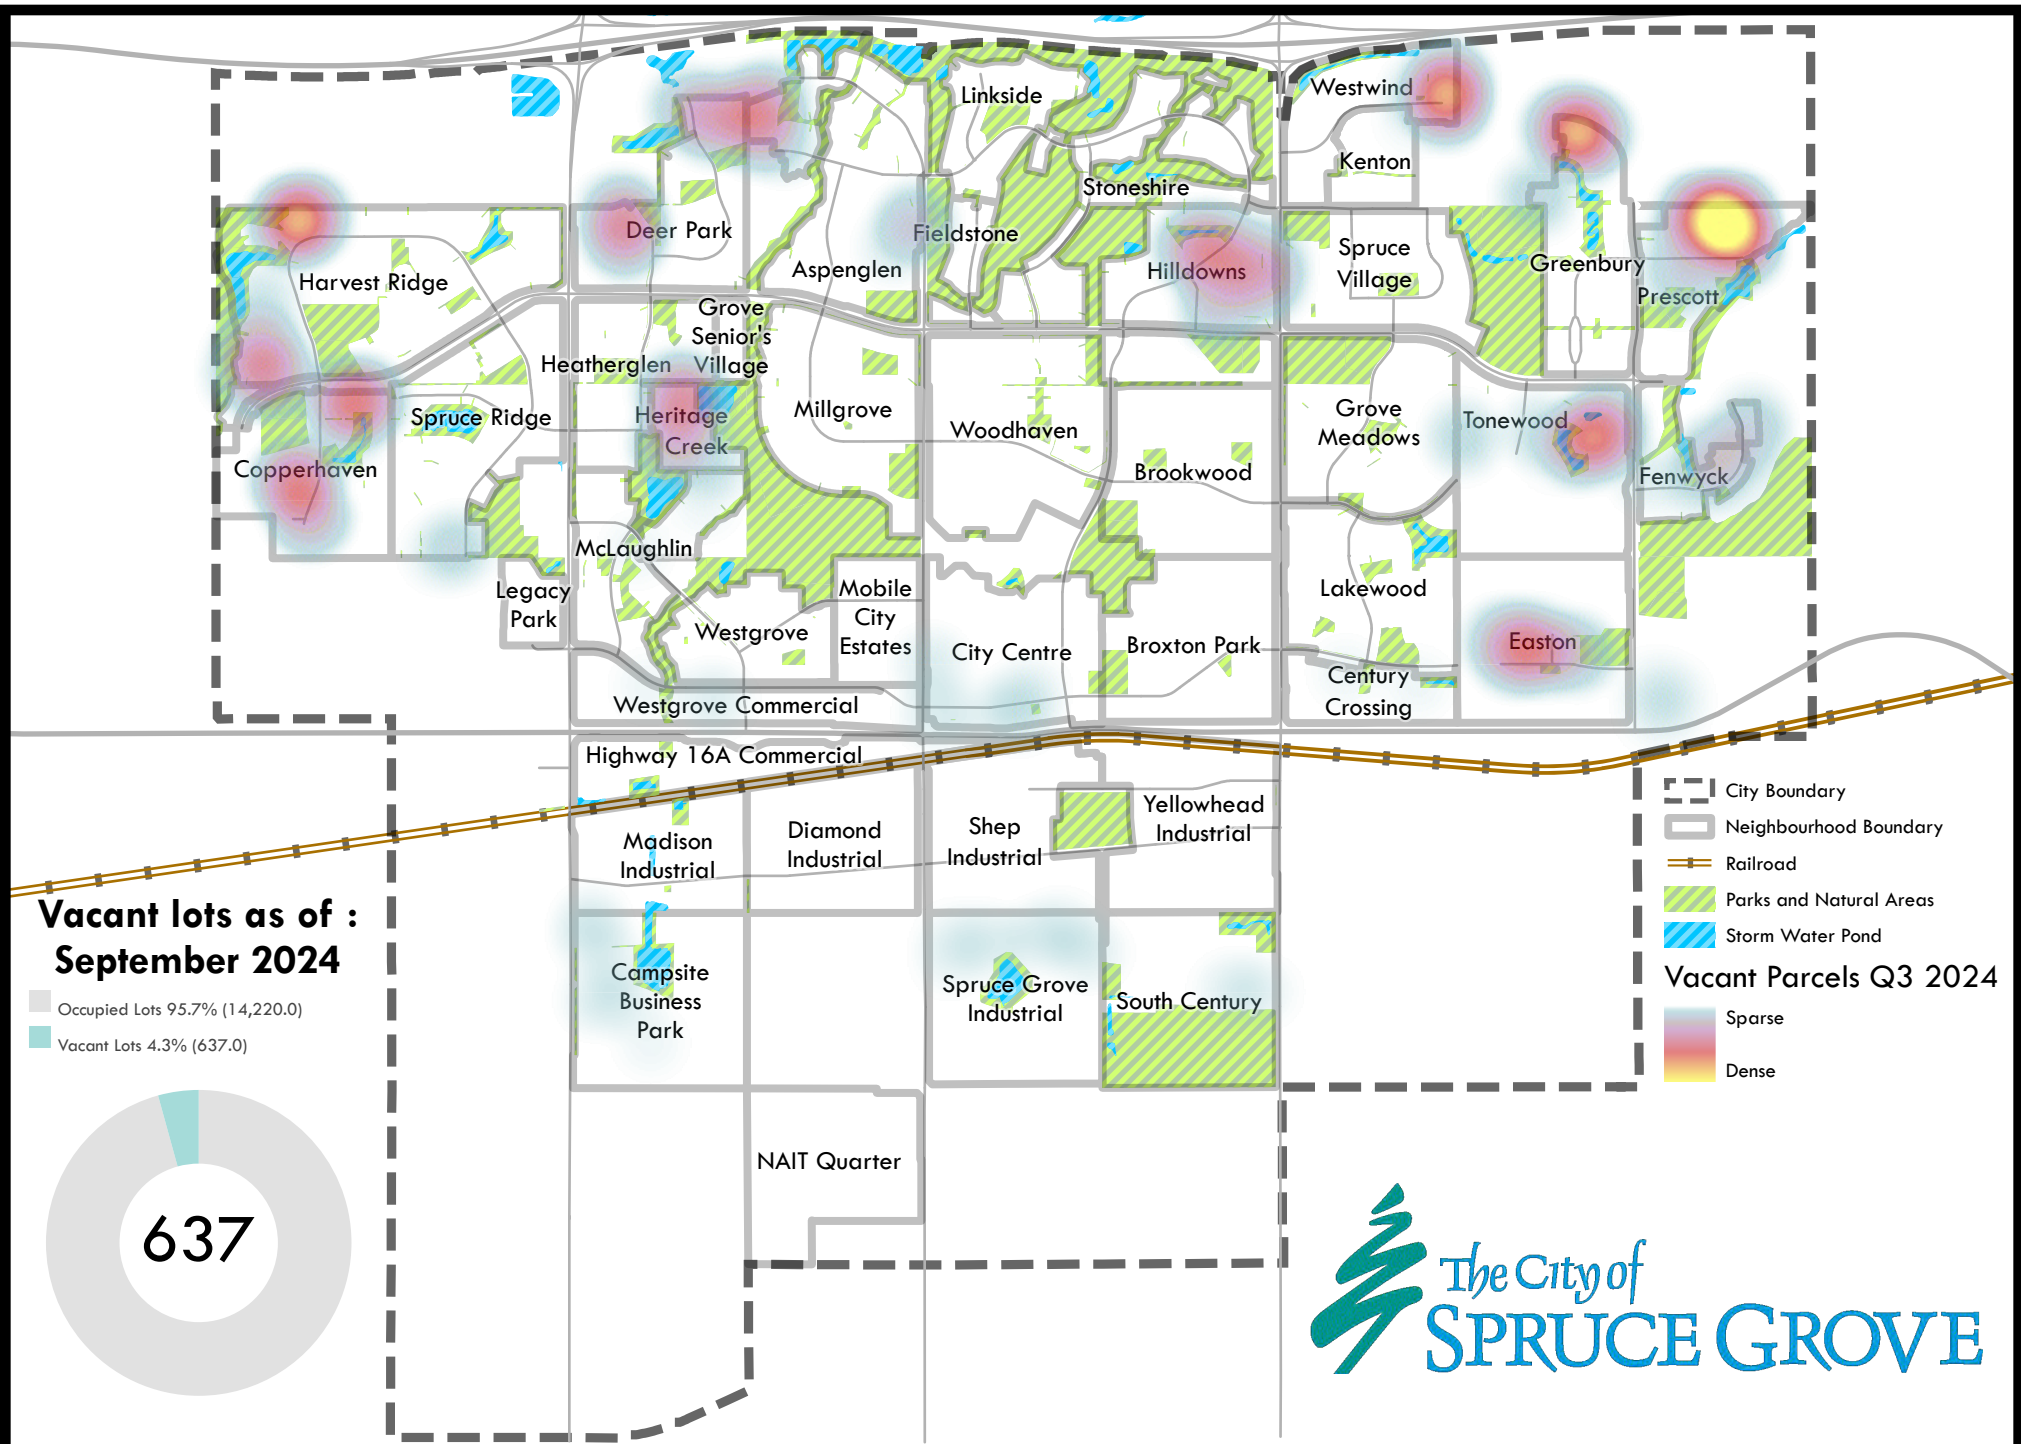 Westwind
Linkside
Kenton
Stoneshire
Deer Park
Fieldstone
Spruce
Village
Aspenglen
Hilldowns
Greenbury
Harvest Ridge
Prescott
Grove
Senior's
Village
Heatherglen
Heritage
Creek
Millgrove
Spruce Ridge
Woodhaven
Grove
Meadows
Tonewood
Copperhaven
Brookwood
Fenwyck
McLaughlin
Legacy
Park
Mobile
City
Estates
Lakewood
Westgrove
City Centre
Broxton Park
Easton
Century
Crossing
Westgrove Commercial
Highway 16A Commercial
Madison
Industrial
Diamond
Industrial
Shep
Industrial
Yellowhead
Industrial
Campsite
Business
Park
Spruce Grove
Industrial
South Century
NAIT Quarter
City Boundary
Neighbourhood Boundary
Railroad
Parks and Natural Areas
Storm Water Pond
Vacant Parcels Q3 2024
Sparse
Dense
Vacant lots as of :
September 2024
Occupied Lots 95.7% (14,220.0)
Vacant Lots 4.3% (637.0)
637
The City of
SPRUCE GROVE